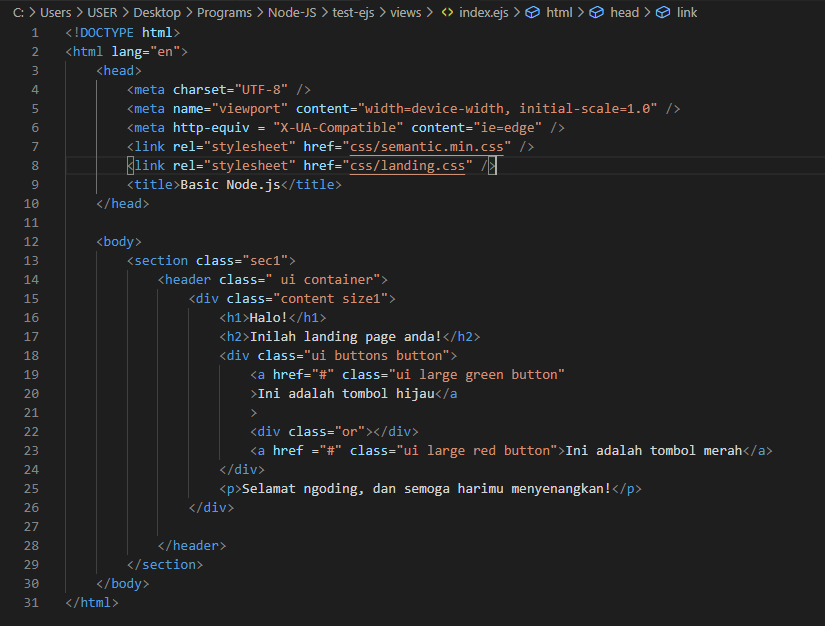 C: > Users > USER > Desktop > Programs > Node-JS > test-ejs > views > <> index.ejs > html > head > link
1 <!DOCTYPE html>
2 <html lang="en">
3 <head>
4 <meta charset="UTF-8" />
5 <meta name="viewport" content="width=device-width, initial-scale=1.0" />
6 <meta http-equiv = "X-UA-Compatible" content="ie=edge" />
7 <link rel="stylesheet" href="css/semantic.min.css" />
8 <link rel="stylesheet" href="css/landing.css" />
9 <title>Basic Node.js</title>
10 </head>
11
12 <body>
13 <section class="sec1">
14 <header class=" ui container">
15 <div class="content size1">
16 <h1>Halo!</h1>
17 <h2>Inilah landing page anda!</h2>
18 <div class="ui buttons button">
19 <a href="#" class="ui large green button"
20 >Ini adalah tombol hijau</a
21 >
22 <div class="or"></div>
23 <a href ="#" class="ui large red button">Ini adalah tombol merah</a>
24 </div>
25 <p>Selamat ngoding, dan semoga harimu menyenangkan!</p>
26 </div>
27
28 </header>
29 </section>
30 </body>
31 </html>